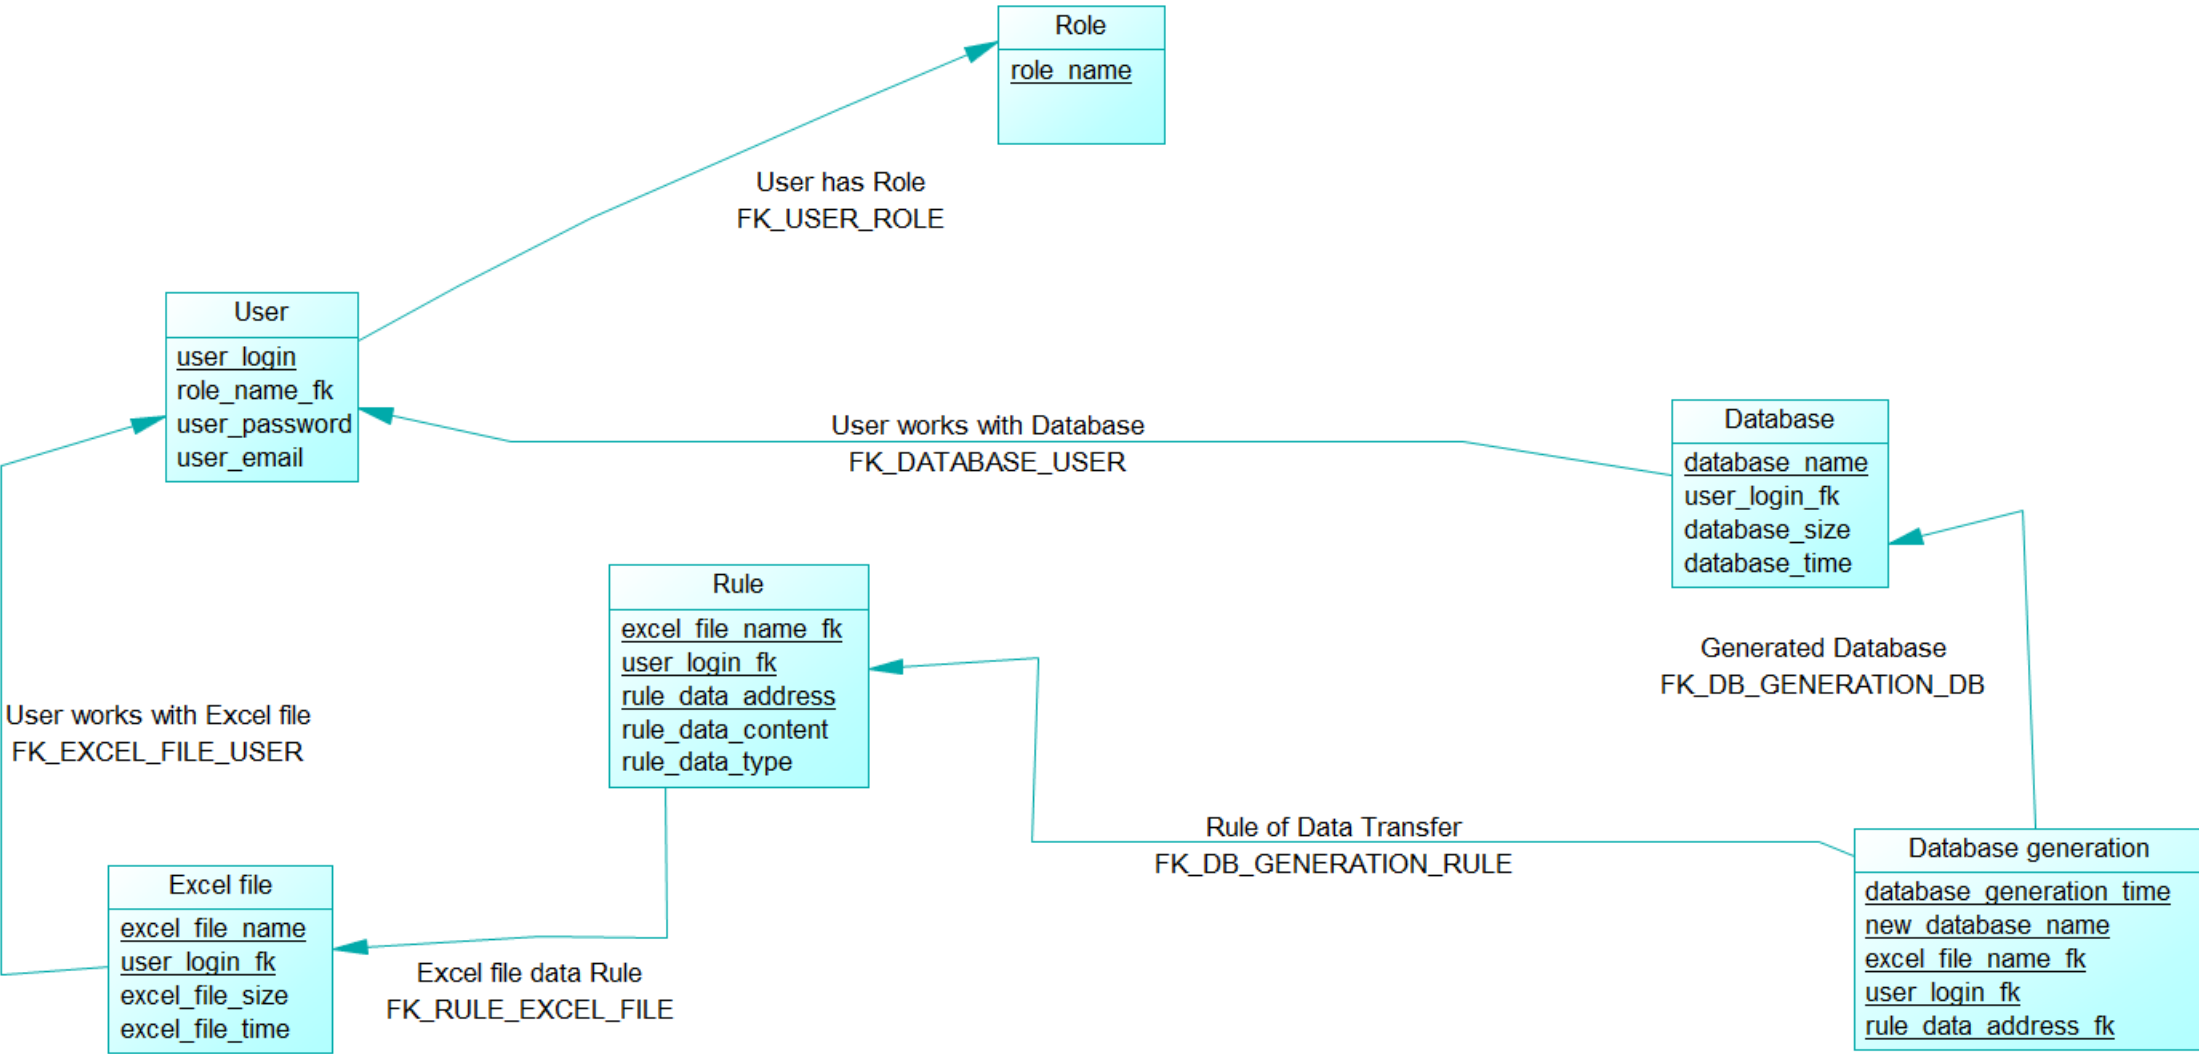 Role
role_name
User has Role
FK_USER_ROLE
User
user_login
role_name_fk
user_password
user_email
User works with Database
FK_DATABASE_USER
Database
database_name
user_login_fk
database_size
database_time
Rule
excel_file_name_fk
user_login_fk
rule_data_address
rule_data_content
rule_data_type
Generated Database
FK_DB_GENERATION_DB
User works with Excel file
FK_EXCEL_FILE_USER
Rule of Data Transfer
FK_DB_GENERATION_RULE
Database generation
database_generation_time
new_database_name
excel_file_name_fk
user_login_fk
rule_data_address_fk
Excel file
excel_file_name
user_login_fk
excel_file_size
excel_file_time
Excel file data Rule
FK_RULE_EXCEL_FILE